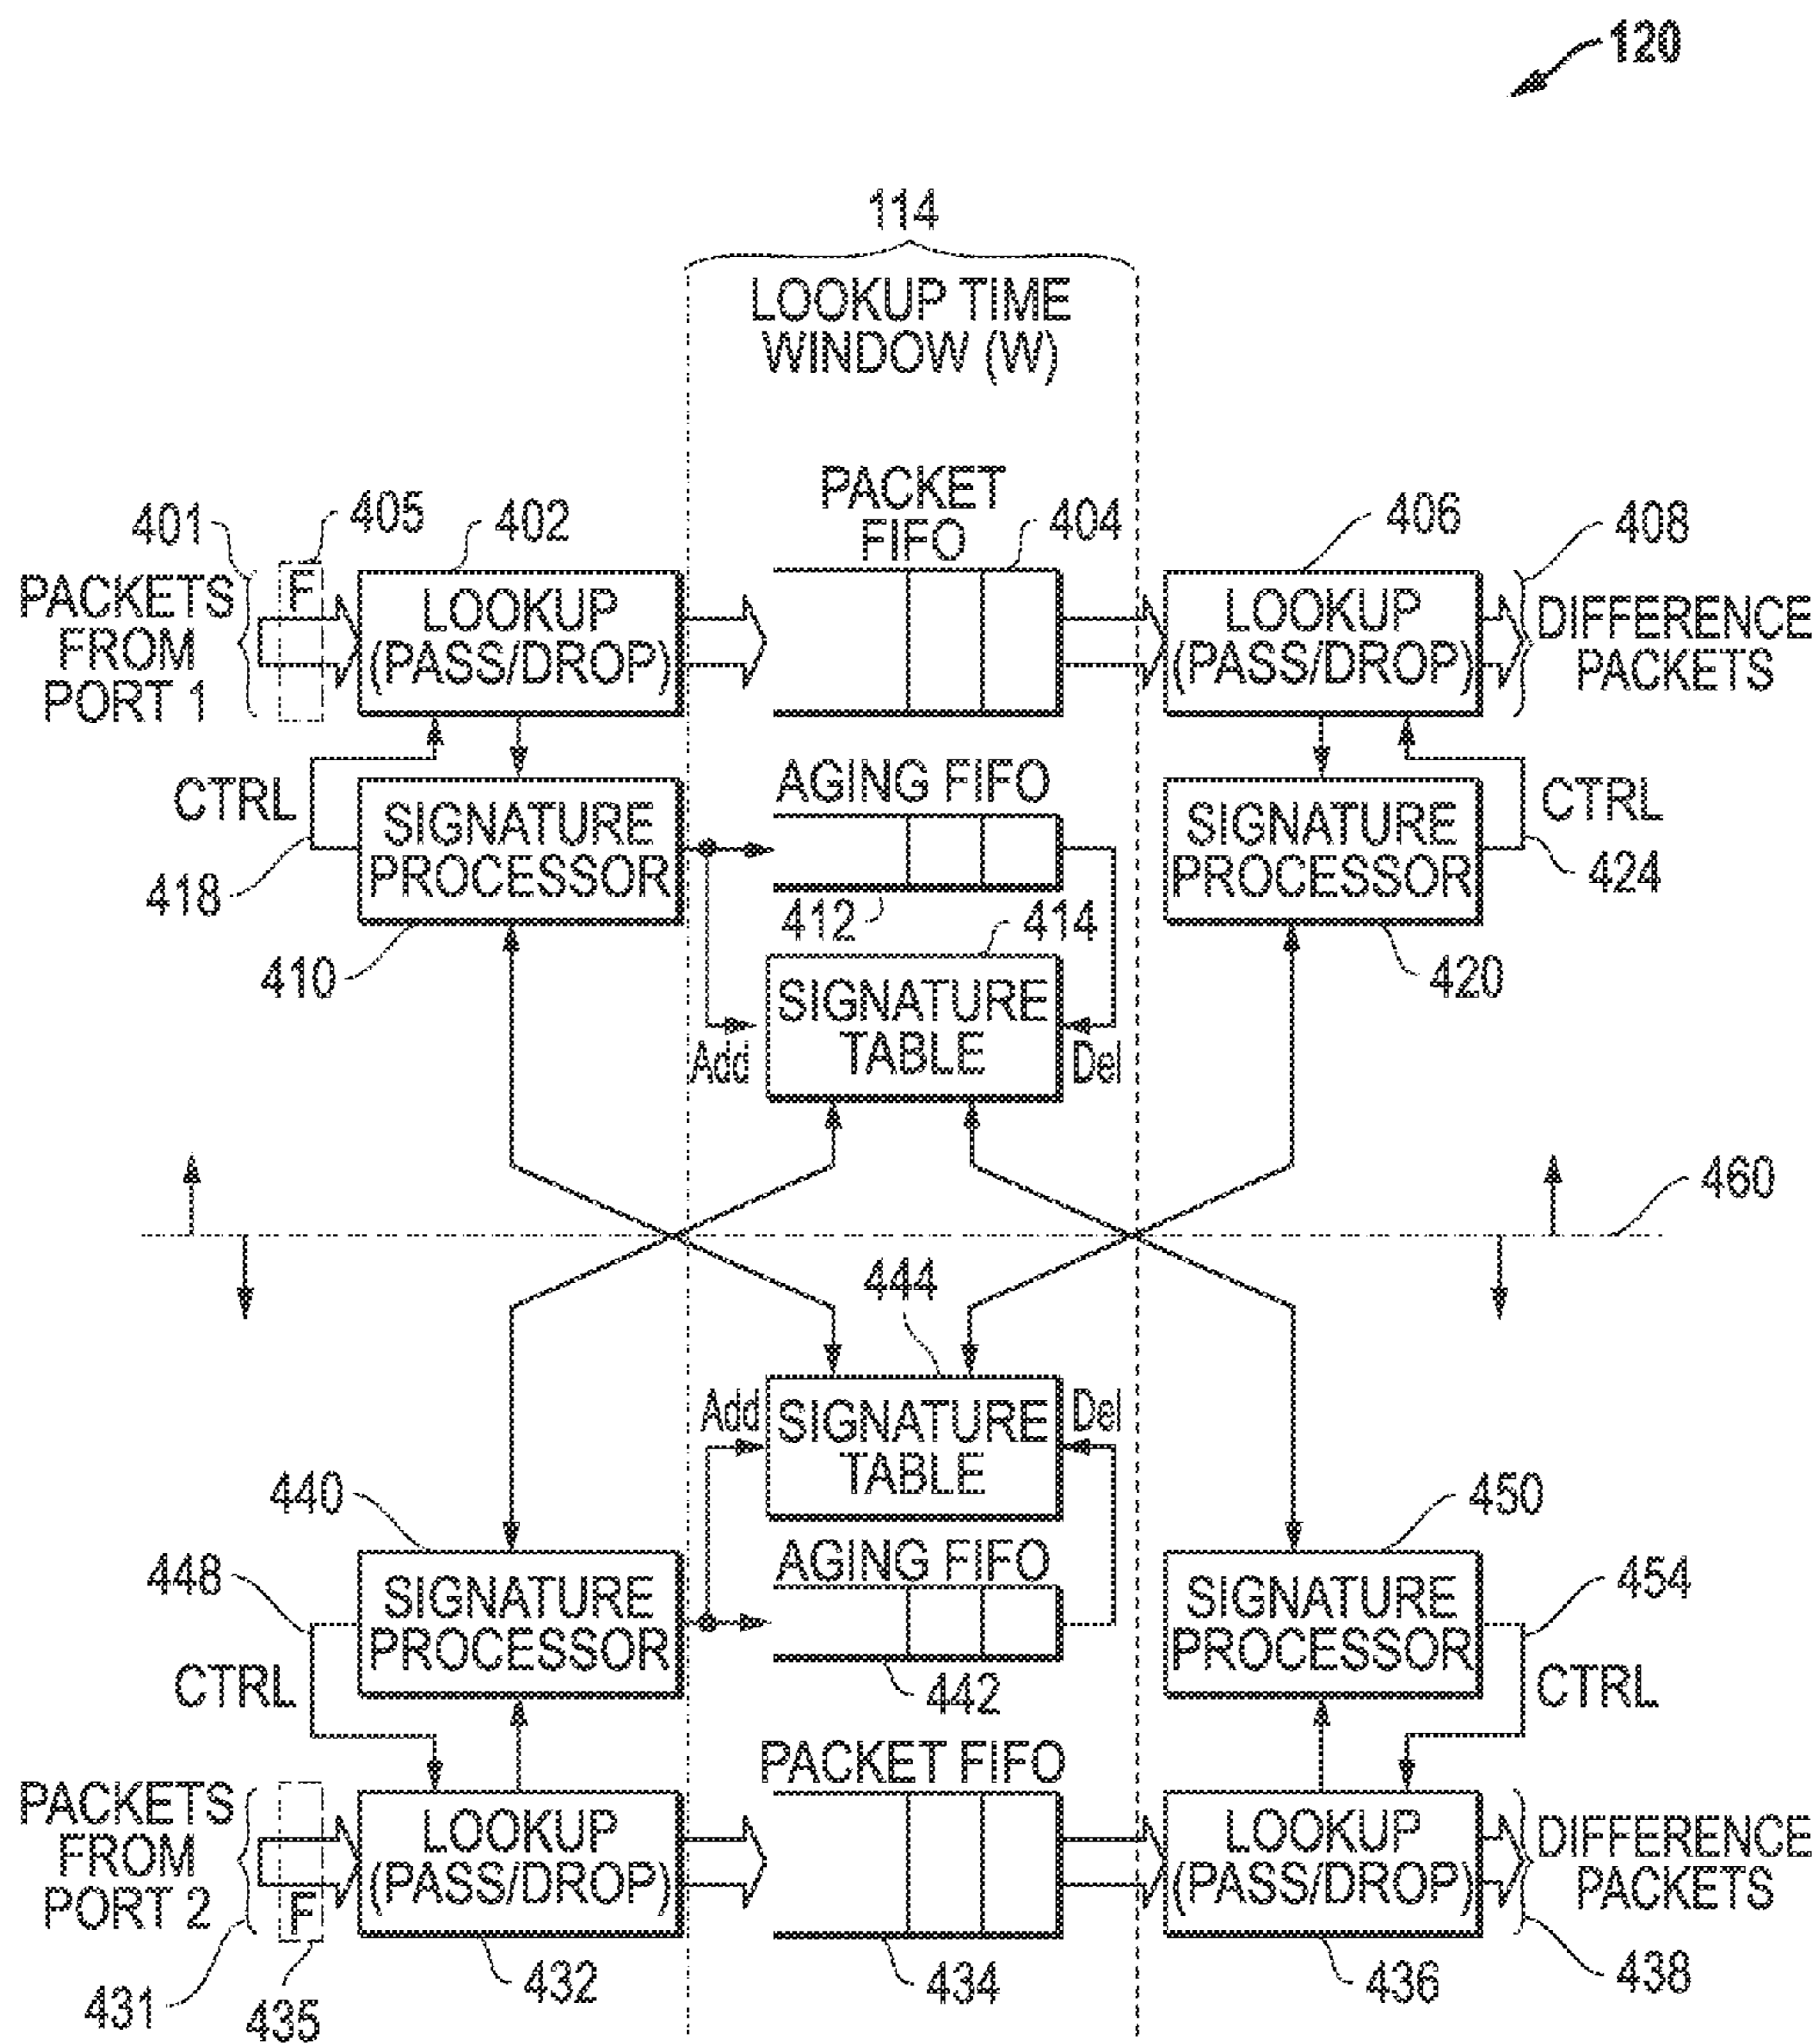 120
114
LOOKUP TIME
WINDOW (W)
PACKET
FIFO
401
405
402
404
406
408
PACKETS
FROM
PORT 1
F
LOOKUP
(PASS/DROP)
LOOKUP
(PASS/DROP)
DIFFERENCE
PACKETS
CTRL
SIGNATURE
PROCESSOR
AGING FIFO
SIGNATURE
PROCESSOR
CTRL
418
410
412
414
424
420
SIGNATURE
TABLE
Add
Del
460
444
Add
SIGNATURE
TABLE
Del
440
450
448
SIGNATURE
PROCESSOR
AGING FIFO
SIGNATURE
PROCESSOR
454
CTRL
442
CTRL
PACKET FIFO
PACKETS
FROM
PORT 2
F
LOOKUP
(PASS/DROP)
LOOKUP
(PASS/DROP)
DIFFERENCE
PACKETS
431
435
432
434
436
438